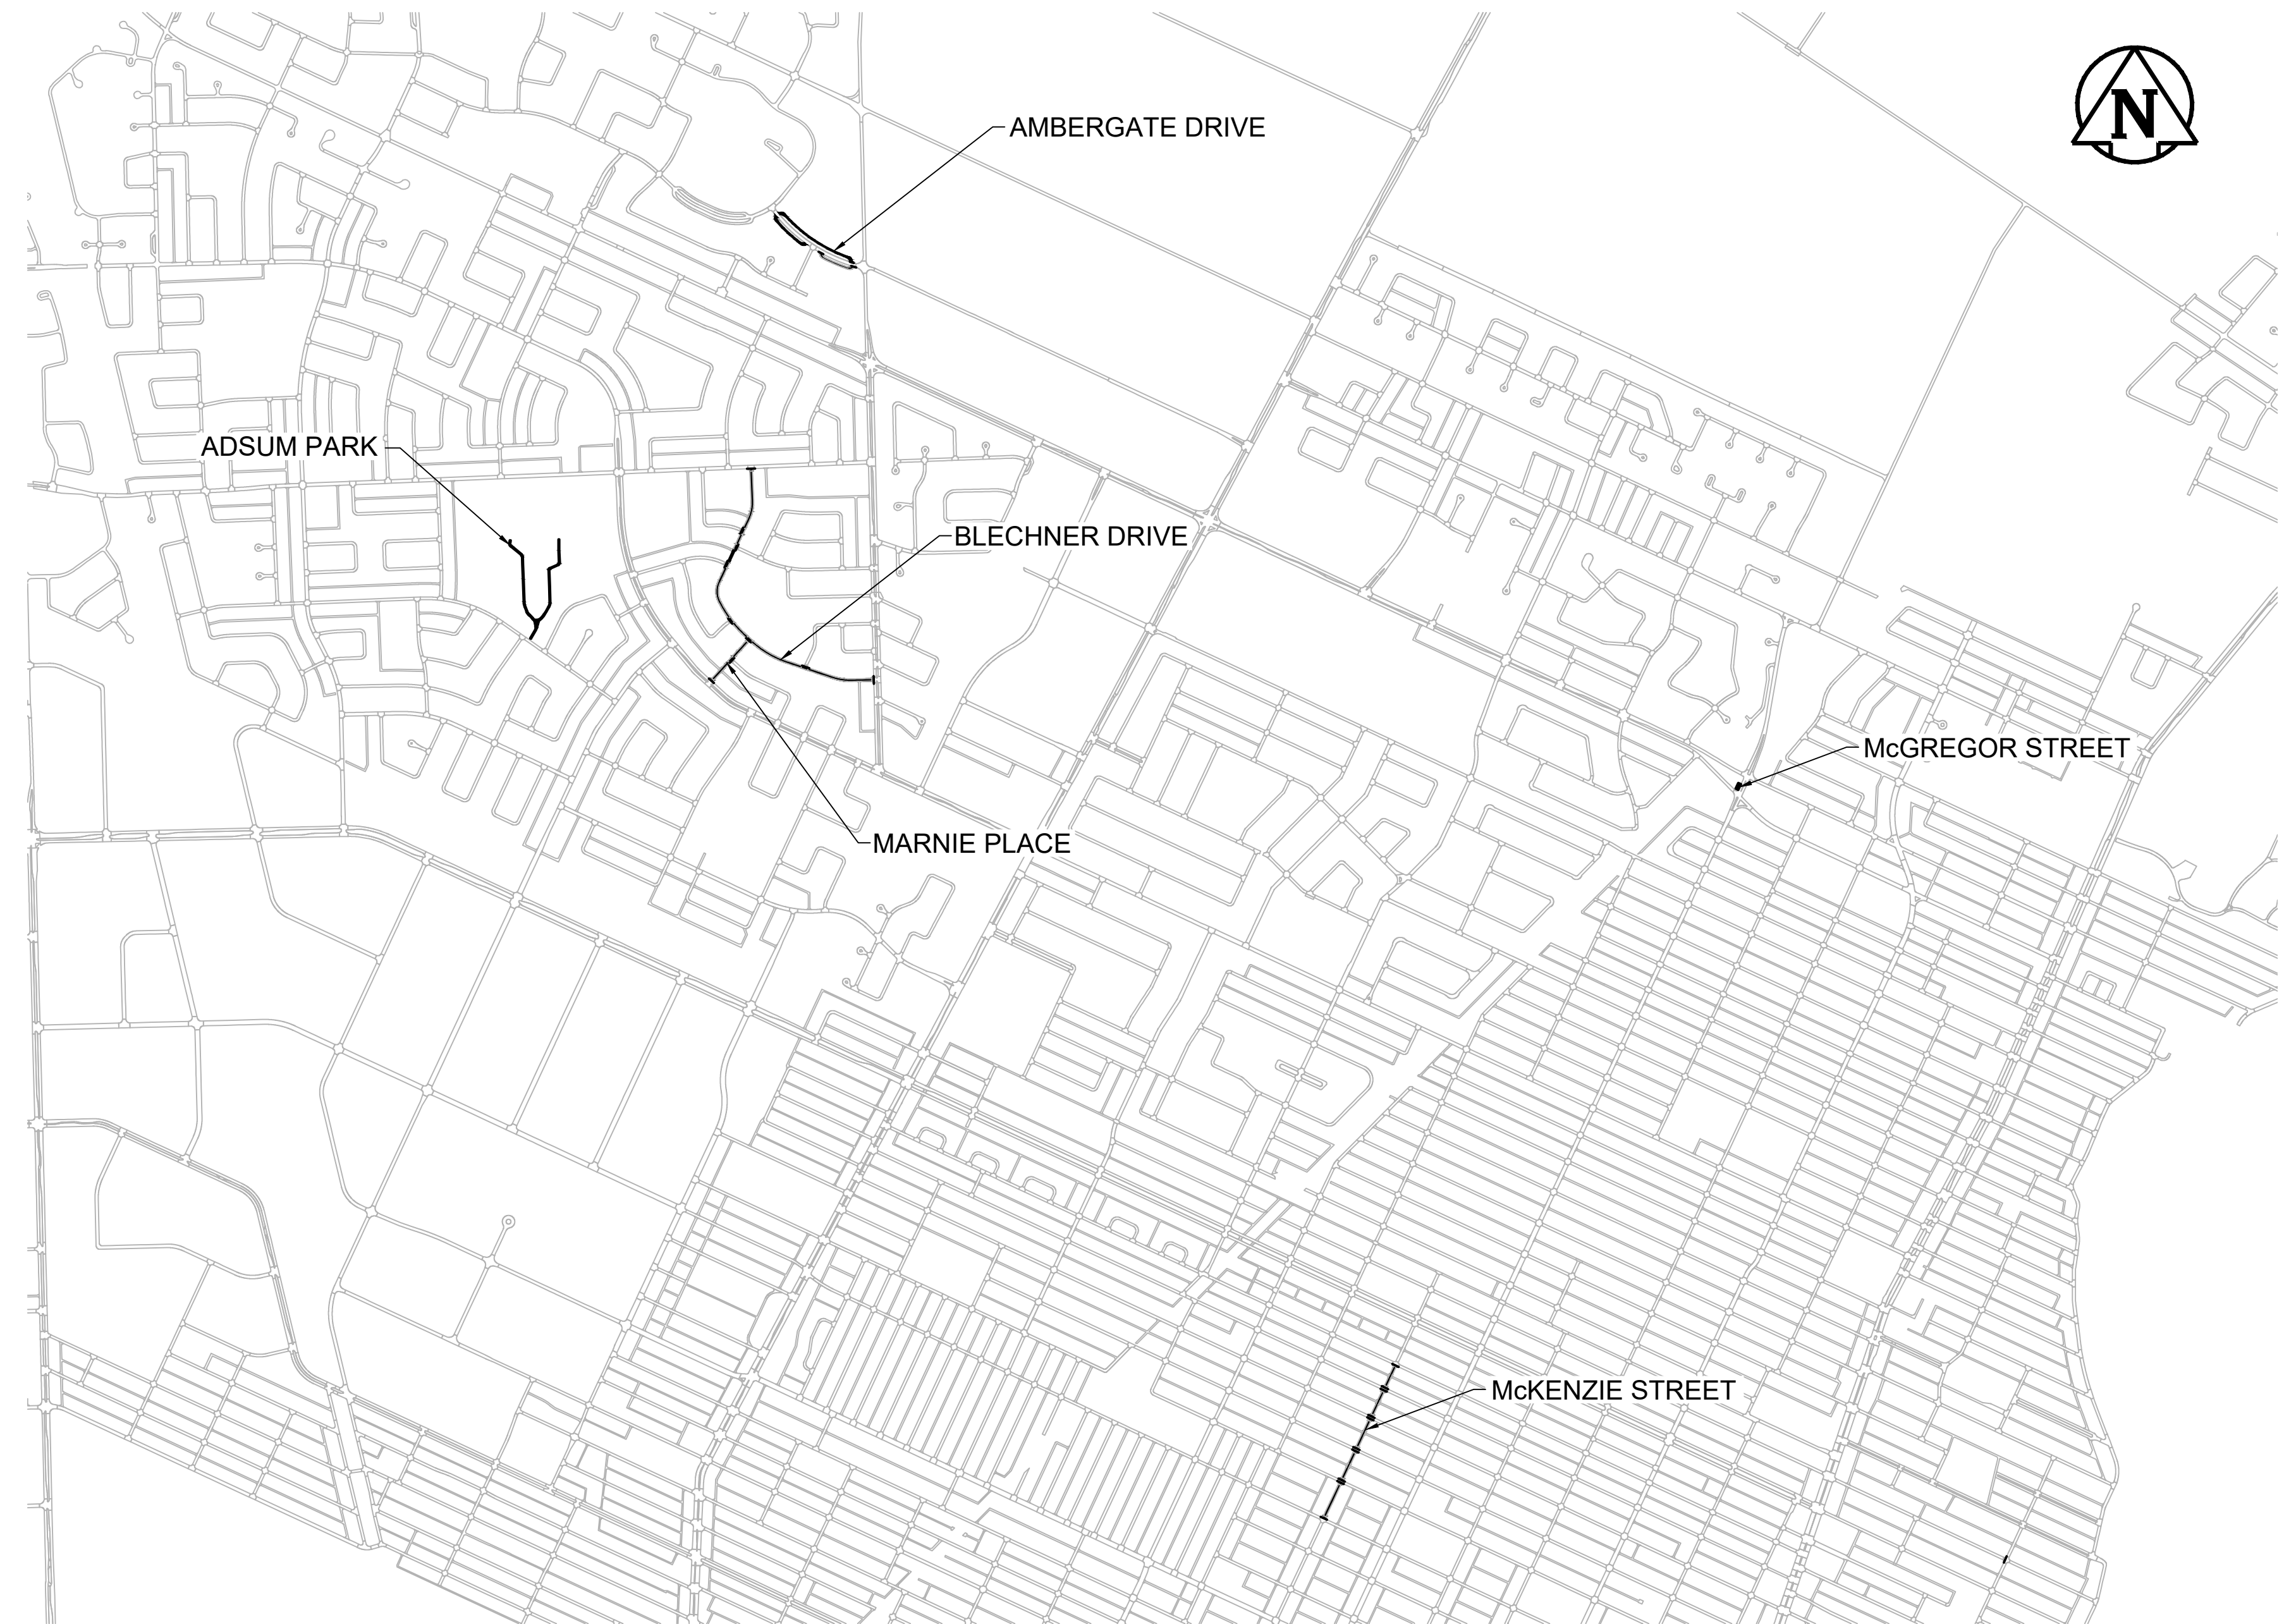 N
AMBERGATE DRIVE
ADSUM PARK
BLECHNER DRIVE
McGREGOR STREET
MARNIE PLACE
McKENZIE STREET